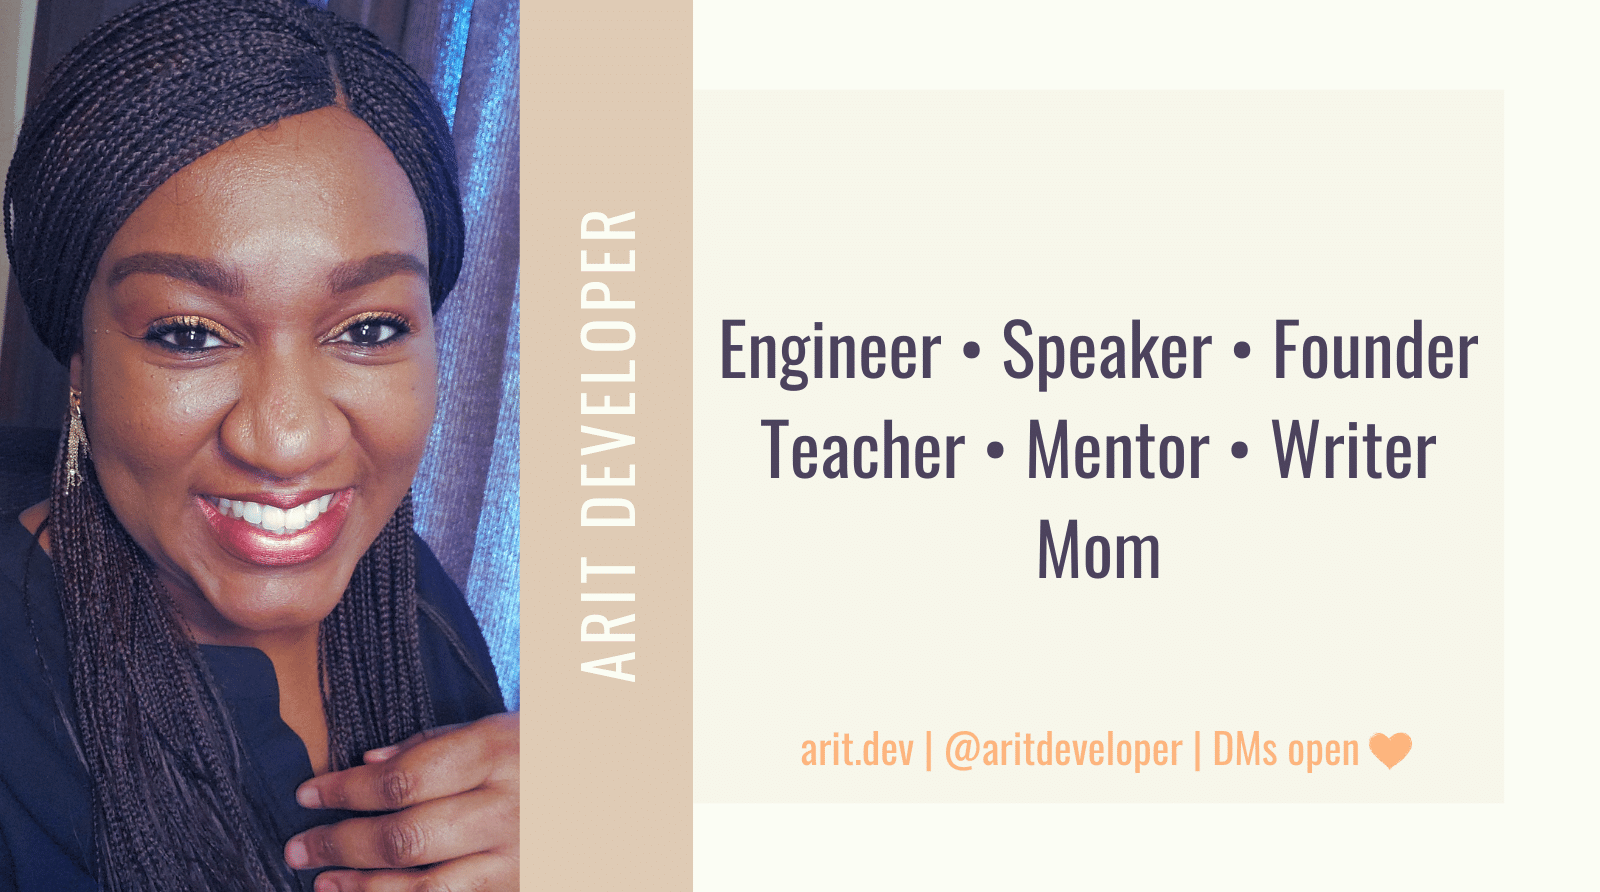 ARIT DEVELOPER
Engineer • Speaker • Founder
Teacher • Mentor • Writer
Mom
arit.dev | @aritdeveloper | DMs open